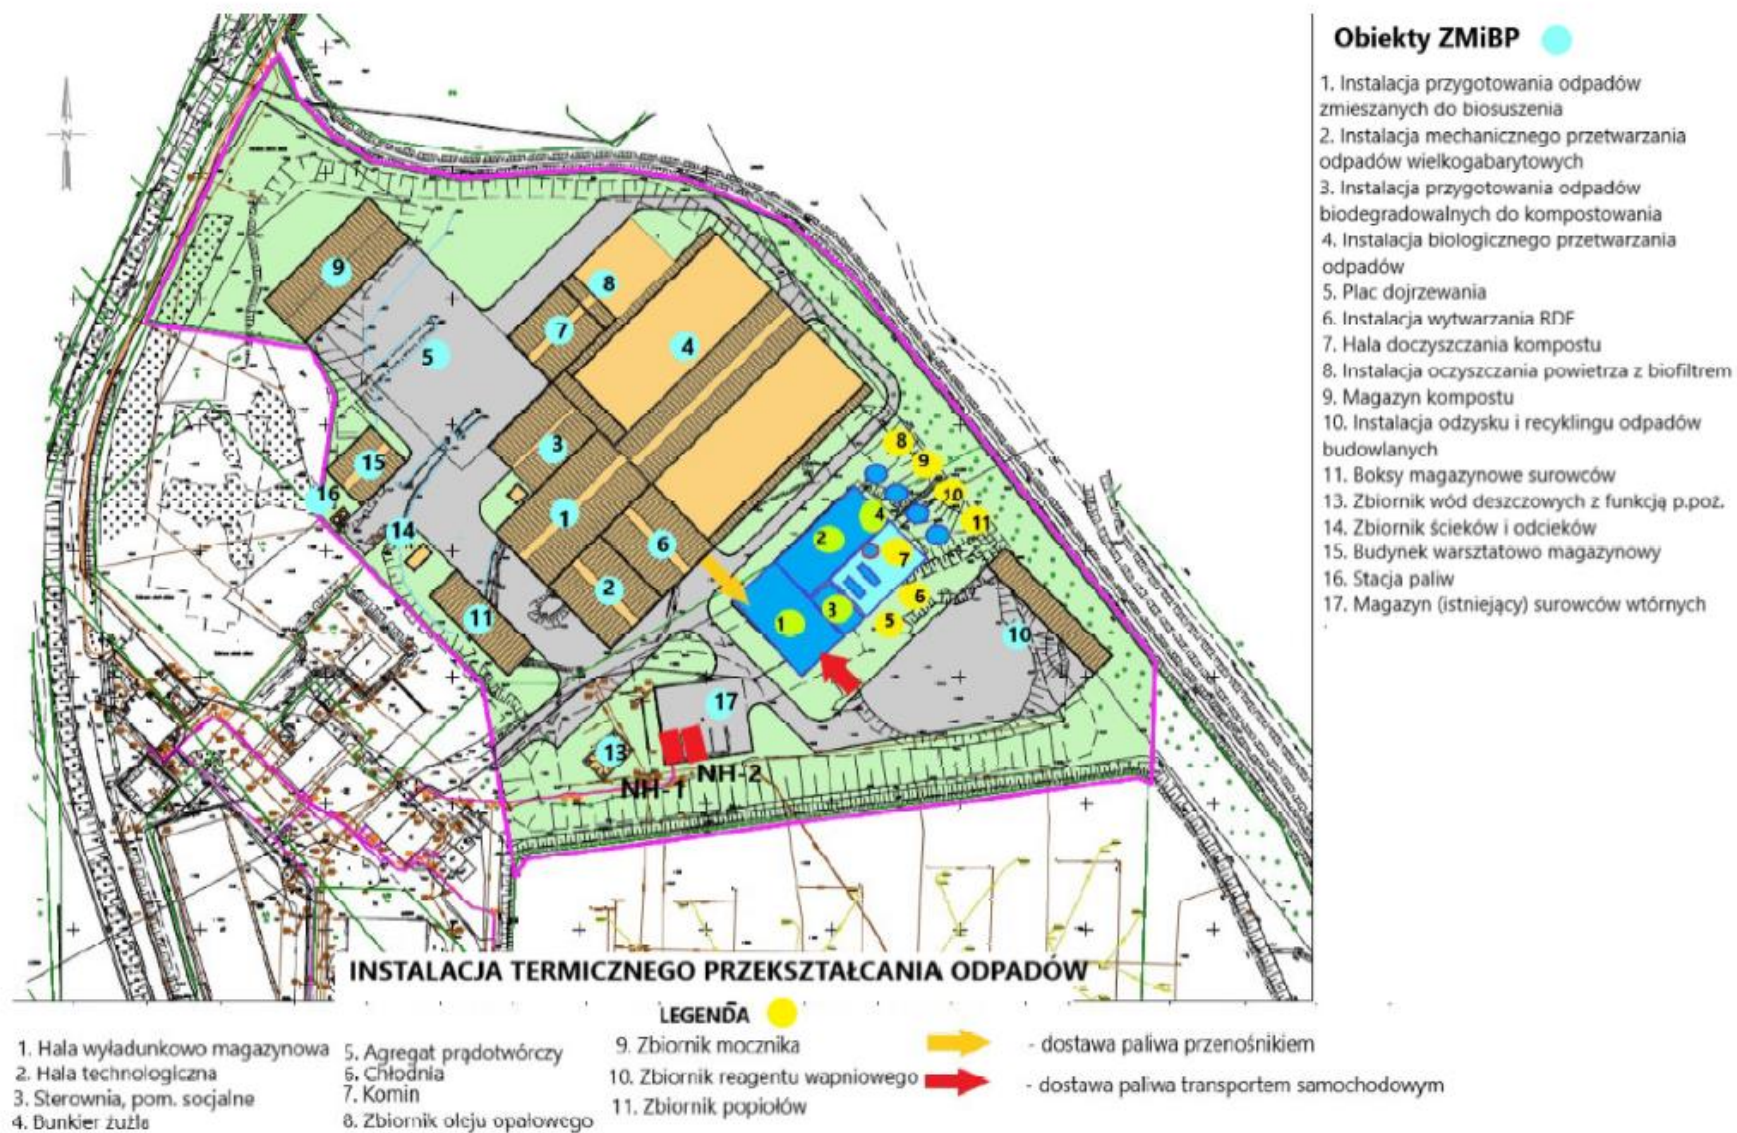 Obiekty ZMiBP
1. Instalacja przygotowania odpadów
zmieszanych do biosuszenia
2. Instalacja mechanicznego przetwarzania
odpadów wielkogabarytowych
3. Instalacja przygotowania odpadów
biodegradowalnych do kompostowania
4. Instalacja biologicznego przetwarzania
odpadów
5. Plac dojrzewania
6. Instalacja wytwarzania RDF
7. Hala doczyszczania kompostu
8. Instalacja oczyszczania powietrza z biofiltrem
9. Magazyn kompostu
10. Instalacja odzysku i recyklingu odpadów
budowlanych
11. Boksy magazynowe surowców
13. Zbiornik wód deszczowych z funkcją p.poż.
14. Zbiornik ścieków i odcieków
15. Budynek warsztatowo magazynowy
16. Stacja paliw
17. Magazyn (istniejący) surowców wtórnych
N
9
8
7
4
5
3
15
16
1
14
6
2
11
8
9
10
11
4
2
7
3
6
5
1
10
17
13
NH-1
NH-2
INSTALACJA TERMICZNEGO PRZEKSZTAŁCANIA ODPADÓW
LEGENDA
1. Hala wyładunkowo magazynowa
2. Hala technologiczna
3. Sterownia, pom. socjalne
4. Bunkier żużla
5. Agregat prądotwórczy
6. Chłodnia
7. Komin
8. Zbiornik oleju opałowego
9. Zbiornik mocznika
10. Zbiornik reagentu wapniowego
11. Zbiornik popiołów
- dostawa paliwa przenośnikiem
- dostawa paliwa transportem samochodowym